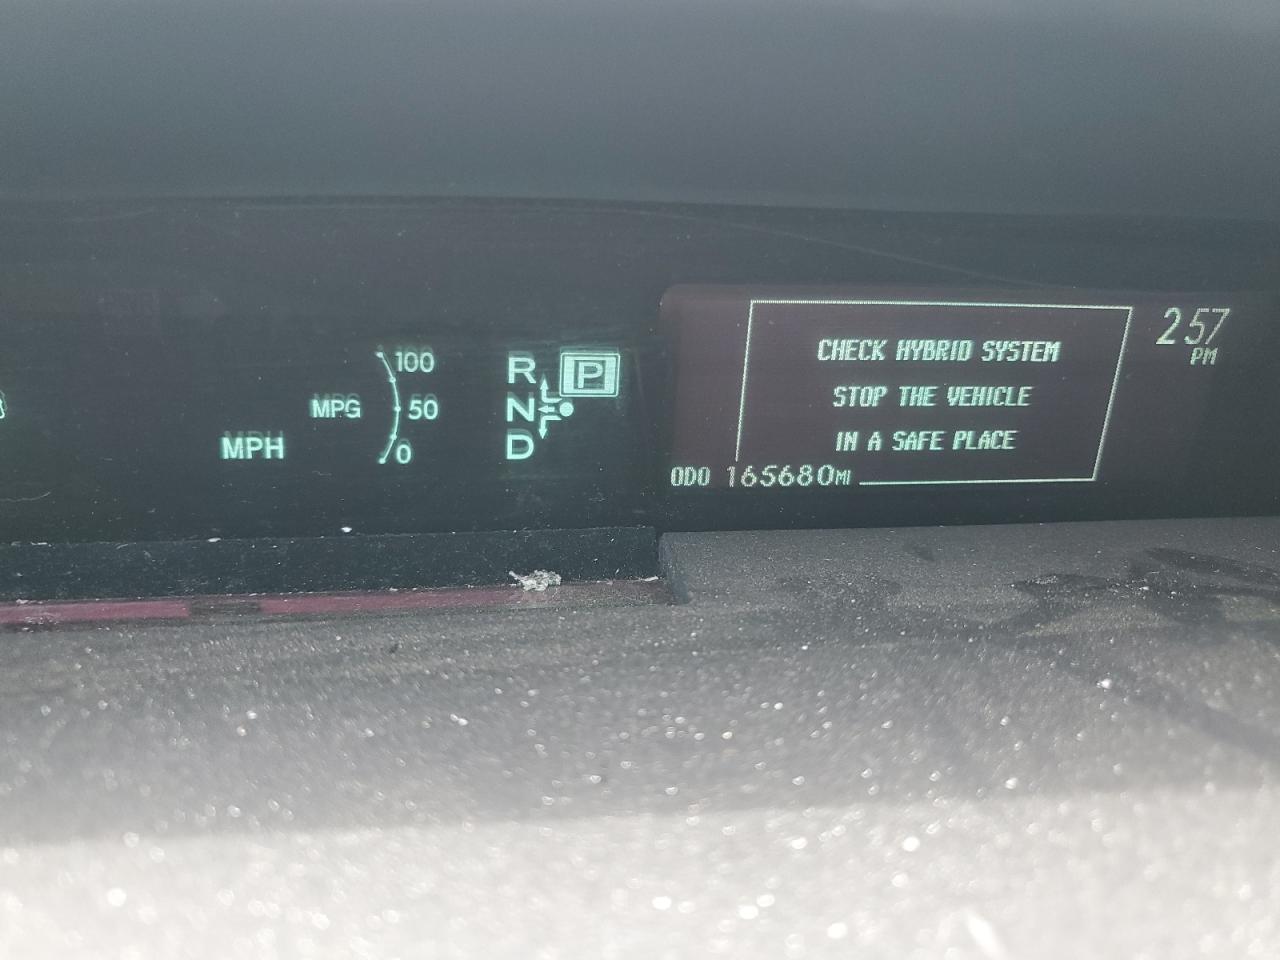 100
MPG 50
MPH
0
R P
N
D
CHECK HYBRID SYSTEM
STOP THE VEHICLE
IN A SAFE PLACE
ODO 165680MI
2 57
PM